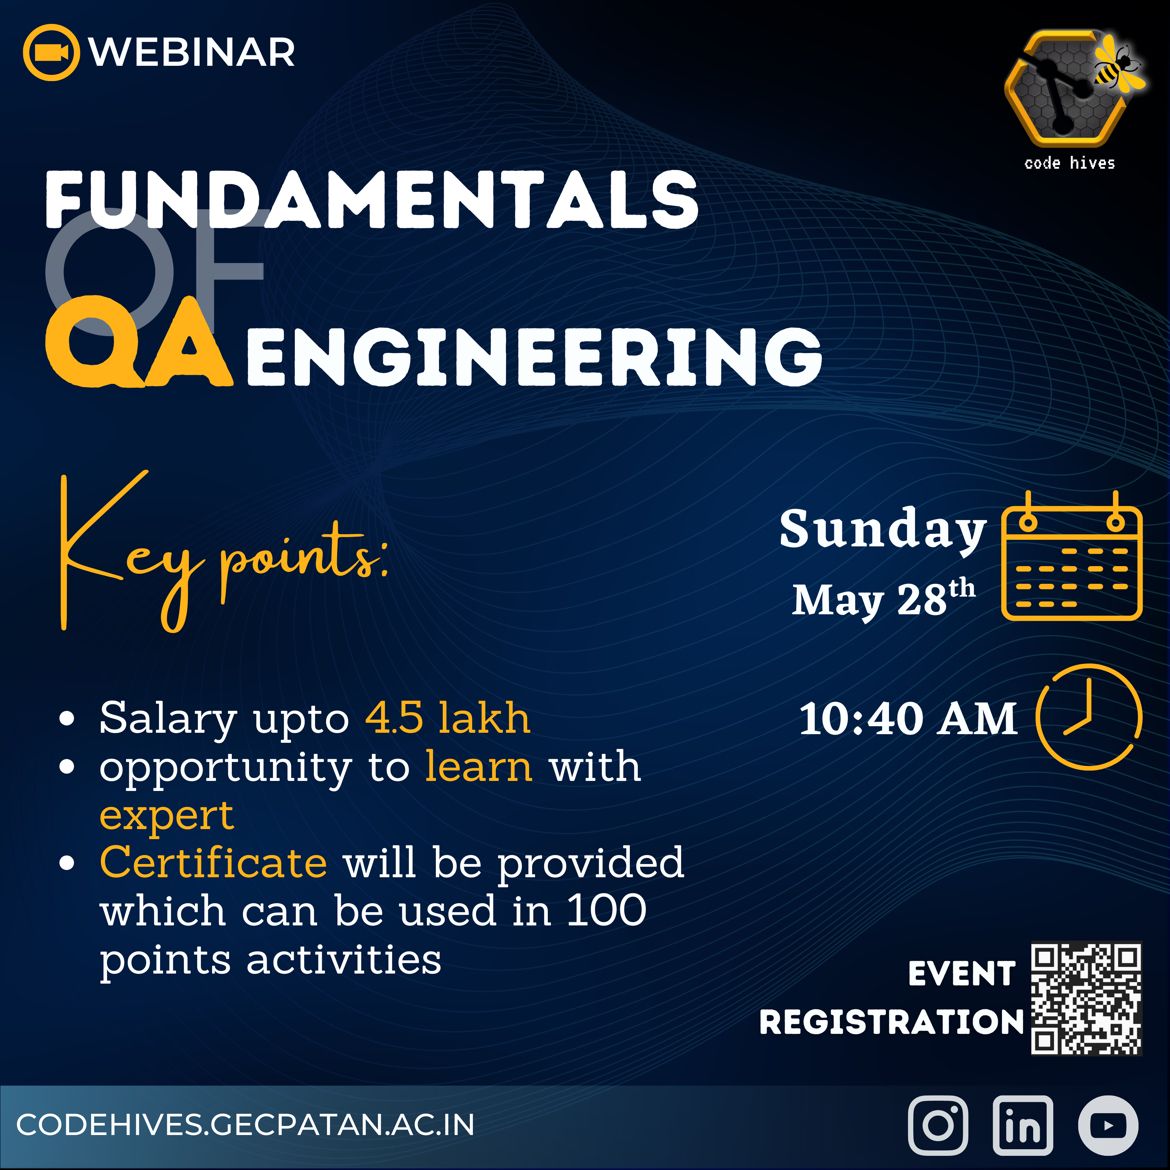 WEBINAR
code hives
FUNDAMENTALS
OF
QA ENGINEERING
Key points:
Sunday
May 28th
10:40 AM
• Salary upto 4.5 lakh
• opportunity to learn with
expert
• Certificate will be provided
which can be used in 100
points activities
EVENT
REGISTRATION
CODEHIVES.GECPATAN.AC.IN
in